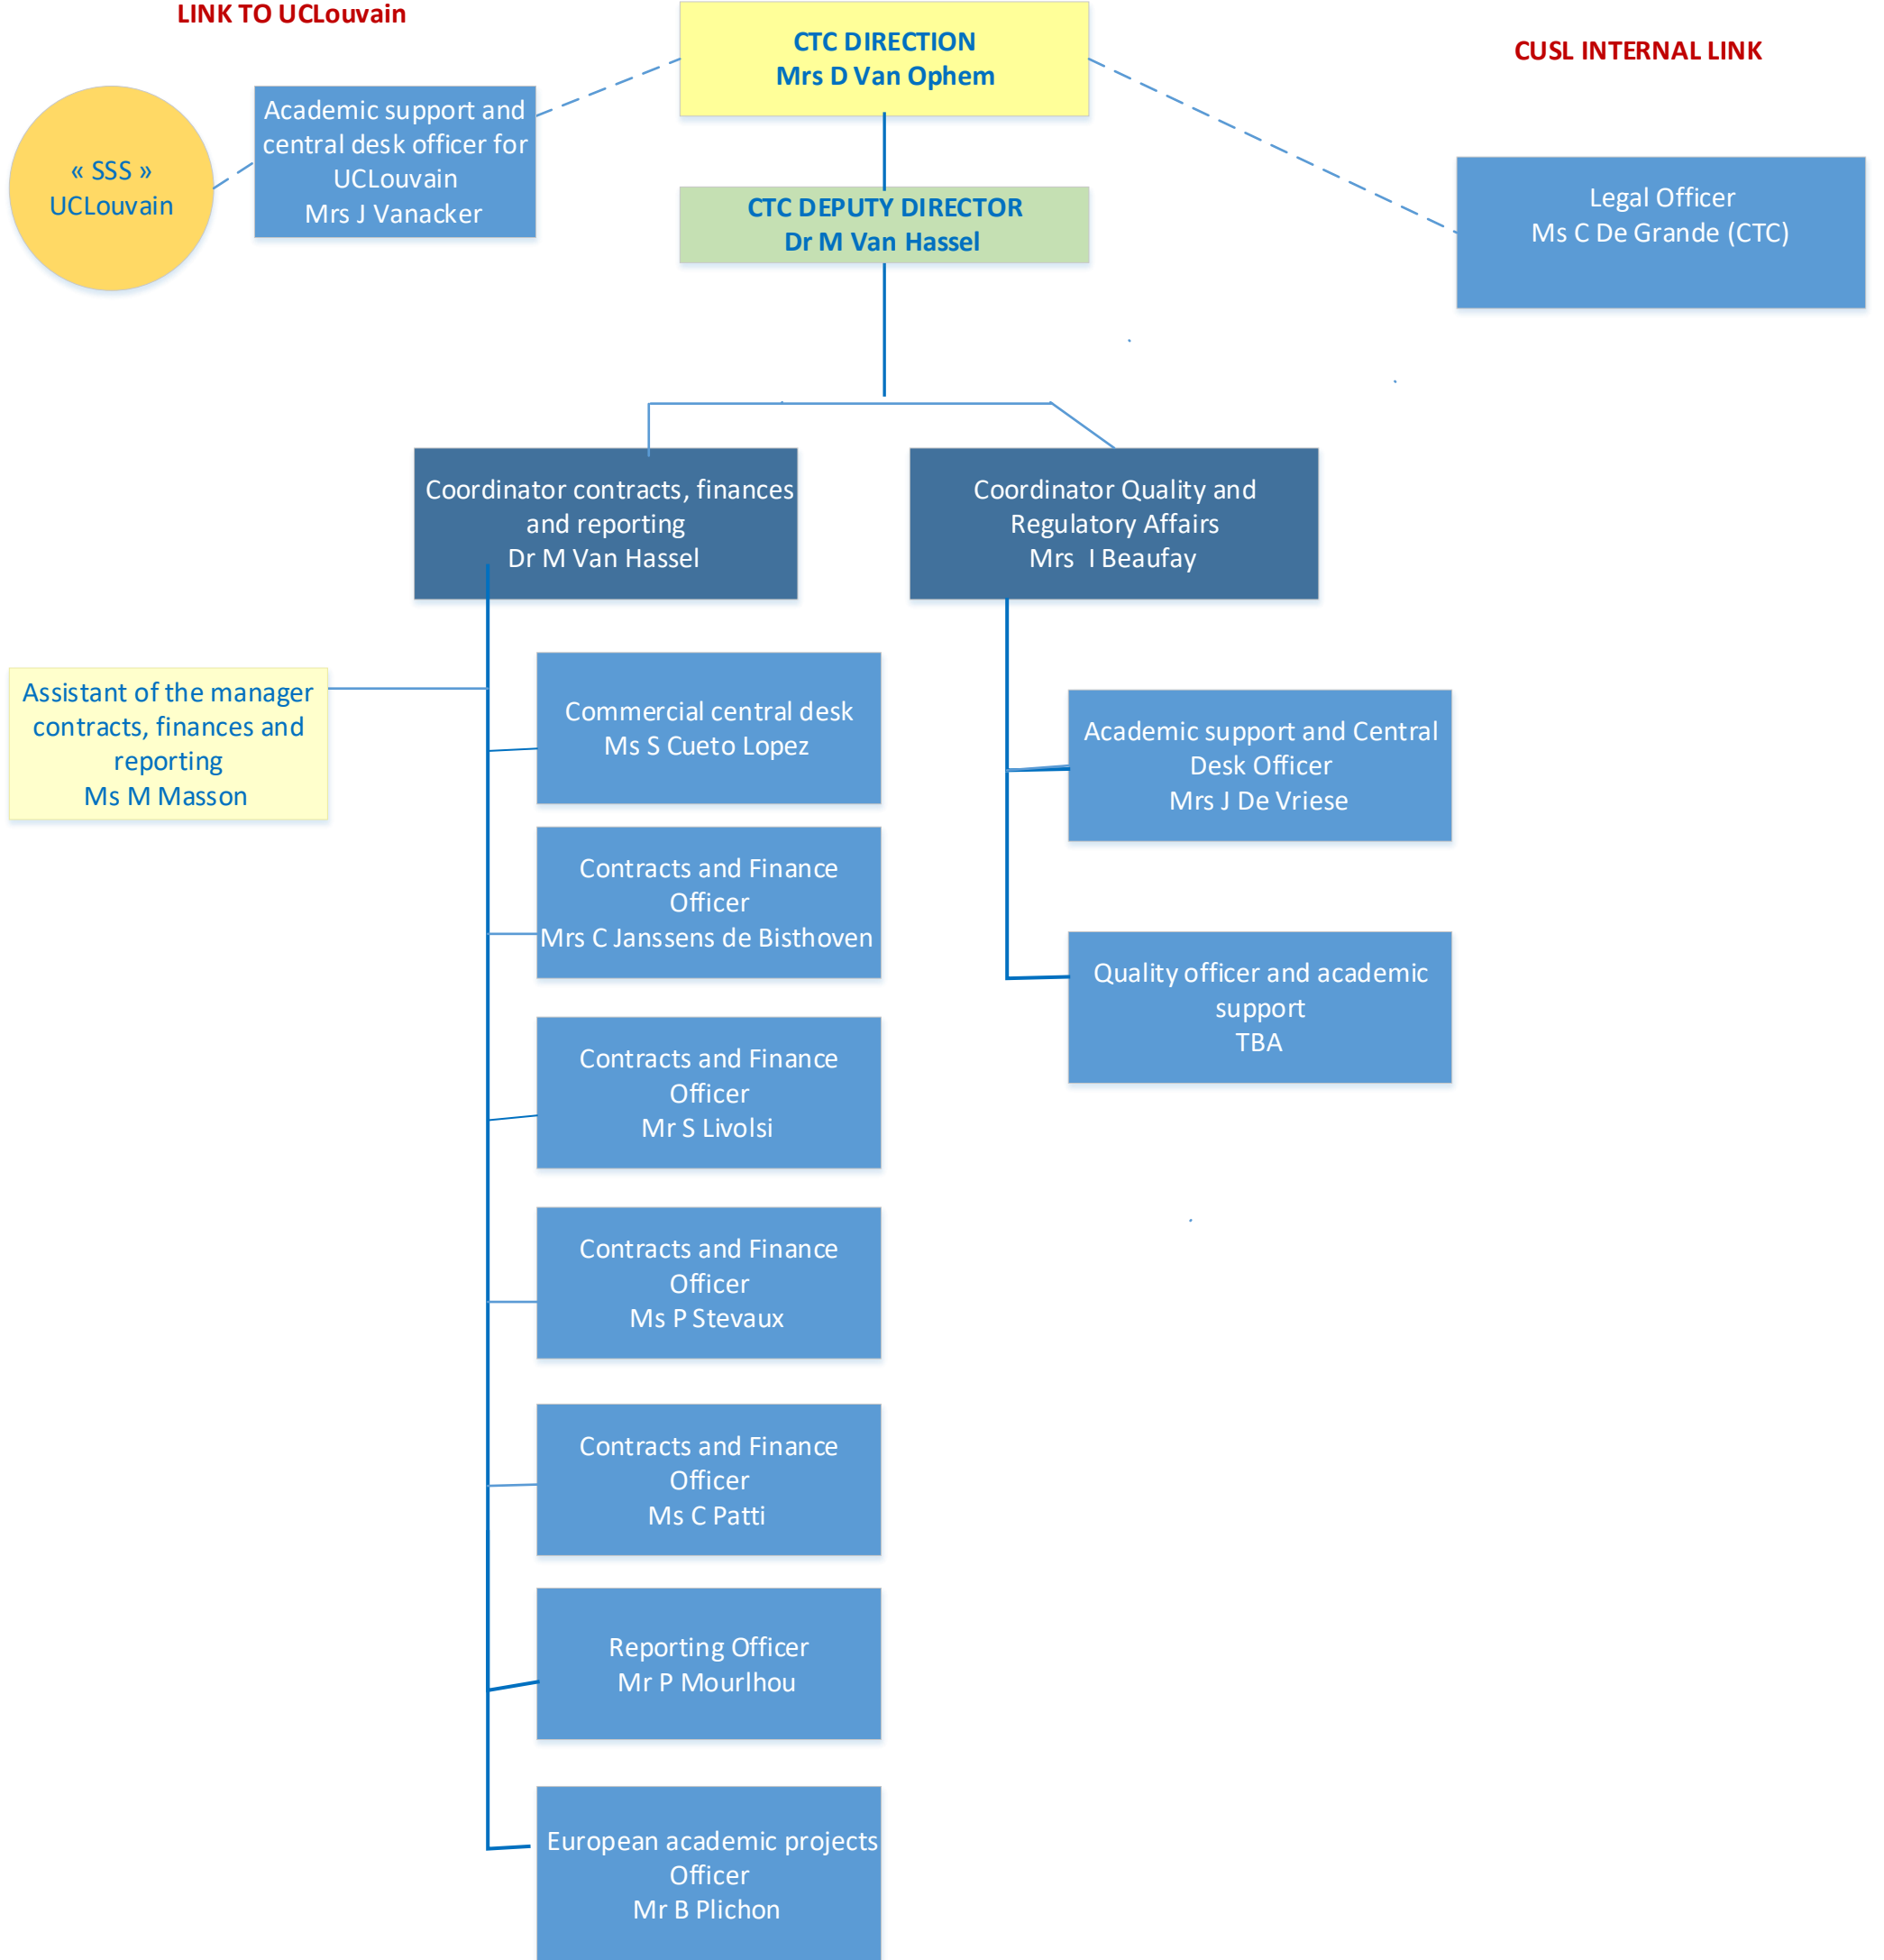 LINK TO UCLouvain
CTC DIRECTION
Mrs D Van Ophem
CUSL INTERNAL LINK
« SSS »
UCLouvain
Academic support and
central desk officer for
UCLouvain
Mrs J Vanacker
CTC DEPUTY DIRECTOR
Dr M Van Hassel
Legal Officer
Ms C De Grande (CTC)
Coordinator contracts, finances
and reporting
Dr M Van Hassel
Coordinator Quality and
Regulatory Affairs
Mrs I Beaufay
Assistant of the manager
contracts, finances and
reporting
Ms M Masson
Commercial central desk
Ms S Cueto Lopez
Contracts and Finance
Officer
Mrs C Janssens de Bisthoven
Contracts and Finance
Officer
Mr S Livolsi
Contracts and Finance
Officer
Ms P Stevaux
Contracts and Finance
Officer
Ms C Patti
Reporting Officer
Mr P Mourlhou
European academic projects
Officer
Mr B Plichon
Academic support and Central
Desk Officer
Mrs J De Vriese
Quality officer and academic
support
TBA